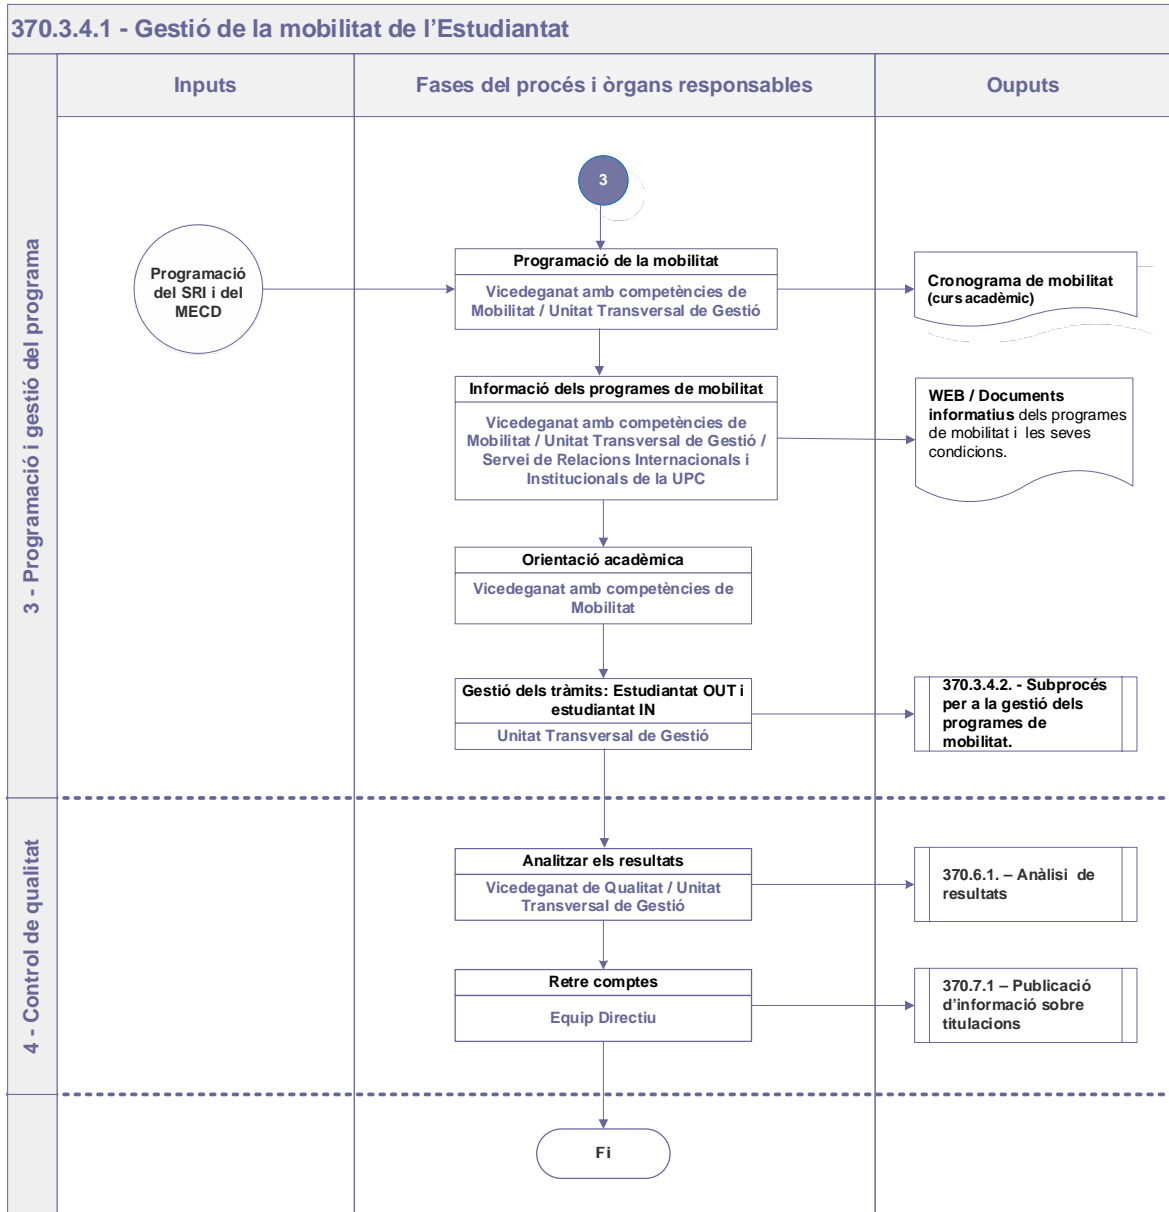 370.3.4.1 - Gestió de la mobilitat de l’Estudiantat
Inputs
Fases del procés i òrgans responsables
Ouputs
3 - Programació i gestió del programa
3
Programació
del SRI i del
MECD
Programació de la mobilitat
Vicedeganat amb competències de
Mobilitat / Unitat Transversal de Gestió
Cronograma de mobilitat
(curs acadèmic)
Informació dels programes de mobilitat
Vicedeganat amb competències de
Mobilitat / Unitat Transversal de Gestió /
Servei de Relacions Internacionals i
Institucionals de la UPC
WEB / Documents
informatius dels programes
de mobilitat i les seves
condicions.
Orientació acadèmica
Vicedeganat amb competències de
Mobilitat
Gestió dels tràmits: Estudiantat OUT i
estudiantat IN
Unitat Transversal de Gestió
370.3.4.2. - Subprocés
per a la gestió dels
programes de
mobilitat.
4 - Control de qualitat
Analitzar els resultats
Vicedeganat de Qualitat / Unitat
Transversal de Gestió
370.6.1. – Anàlisi de
resultats
Retre comptes
Equip Directiu
370.7.1 – Publicació
d’informació sobre
titulacions
Fi